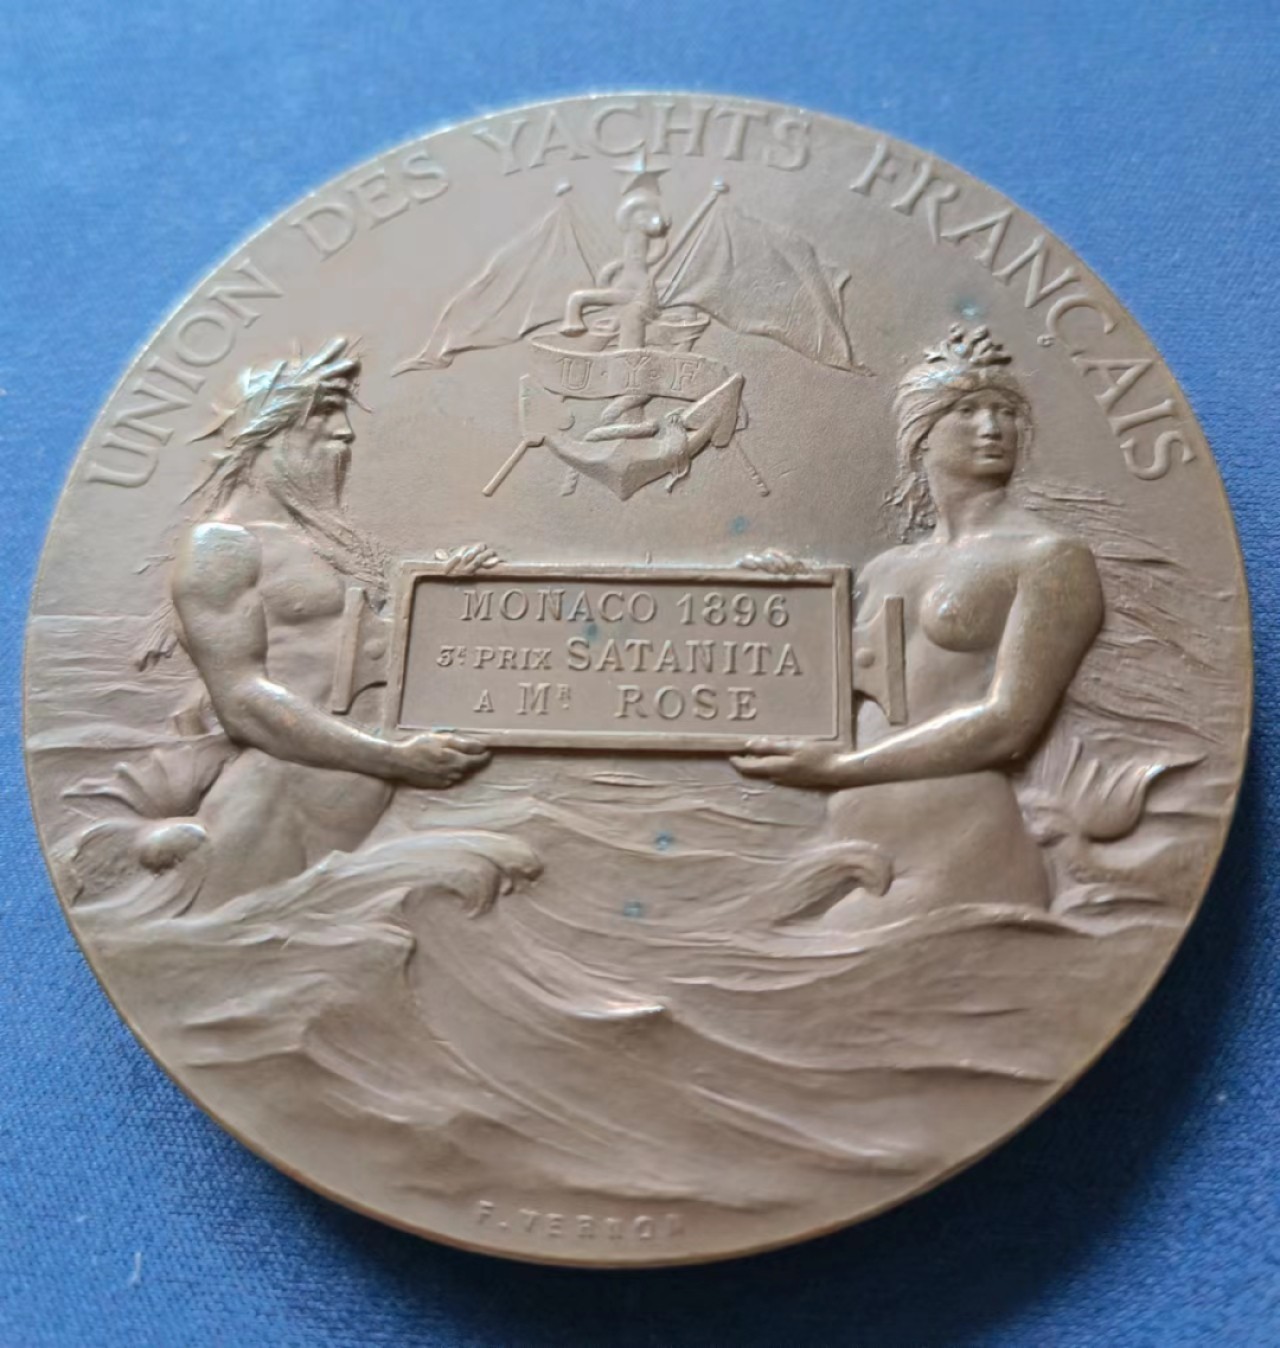 UNION DES YACHTS FRANÇAIS
U·Y·F
MONACO 1896
3ᵉ PRIX SATANITA
A Mᴿ ROSE
F. VERNON